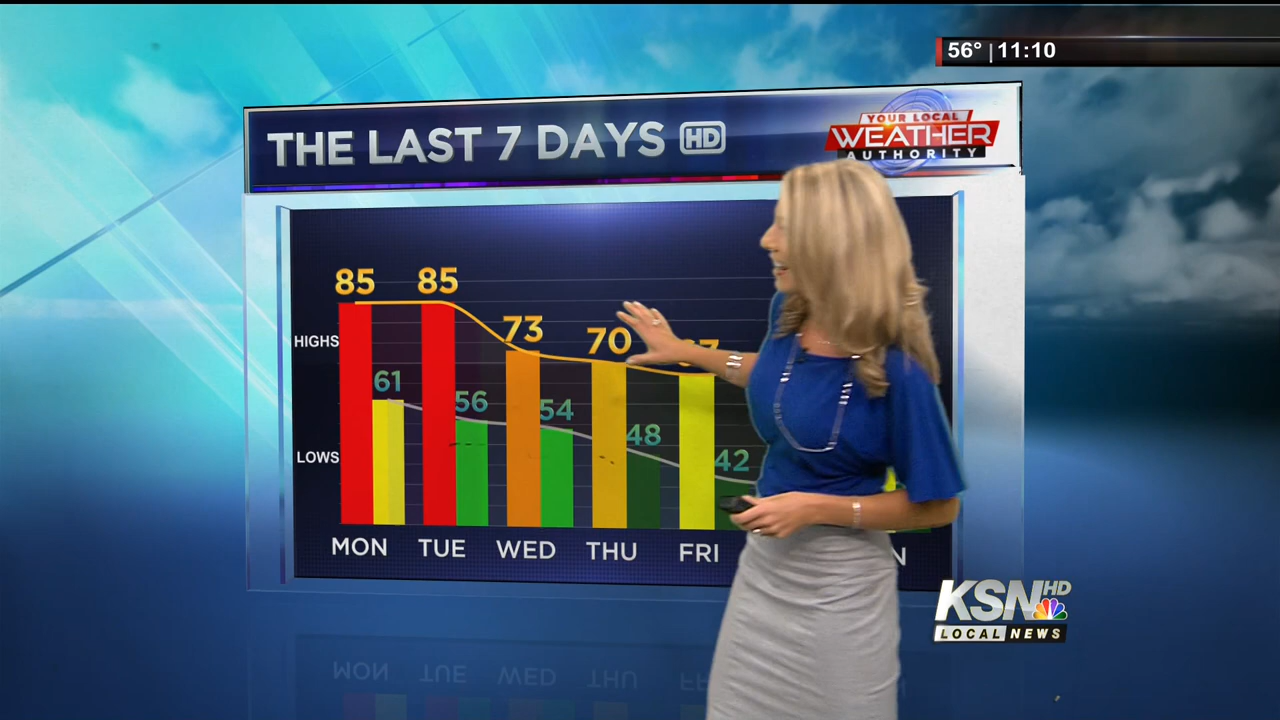 56° | 11:10
THE LAST 7 DAYS HD
YOUR LOCAL
WEATHER
AUTHORITY
85 85 73 70
HIGHS
61 56 54 48 42
LOWS
MON TUE WED THU FRI
KSN HD
LOCAL NEWS